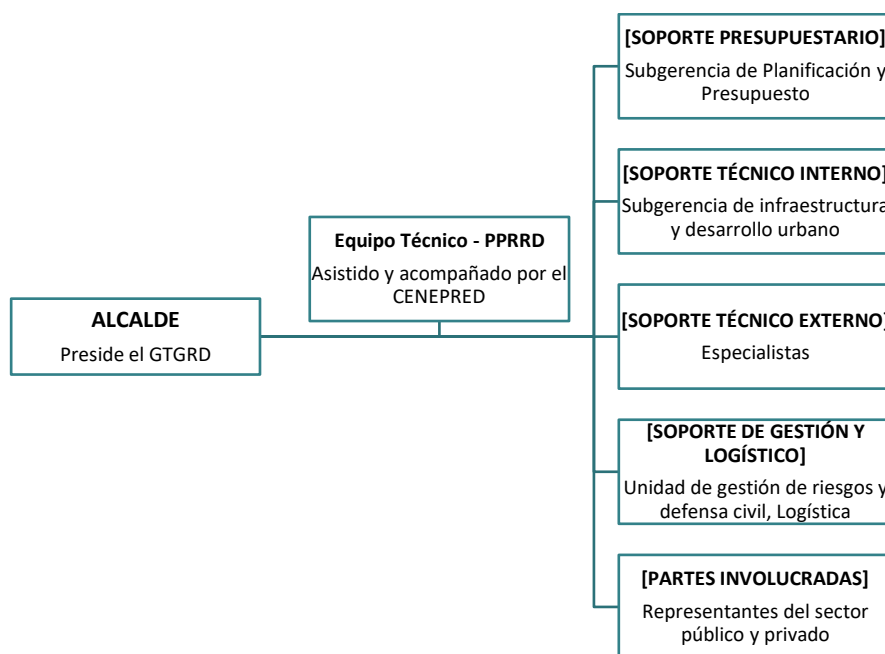 ALCALDE
Preside el GTGRD
Equipo Técnico - PPRRD
Asistido y acompañado por el
CENEPRED
[SOPORTE PRESUPUESTARIO]
Subgerencia de Planificación y
Presupuesto
[SOPORTE TÉCNICO INTERNO]
Subgerencia de infraestructura
y desarrollo urbano
[SOPORTE TÉCNICO EXTERNO]
Especialistas
[SOPORTE DE GESTIÓN Y
LOGÍSTICO]
Unidad de gestión de riesgos y
defensa civil, Logística
[PARTES INVOLUCRADAS]
Representantes del sector
público y privado